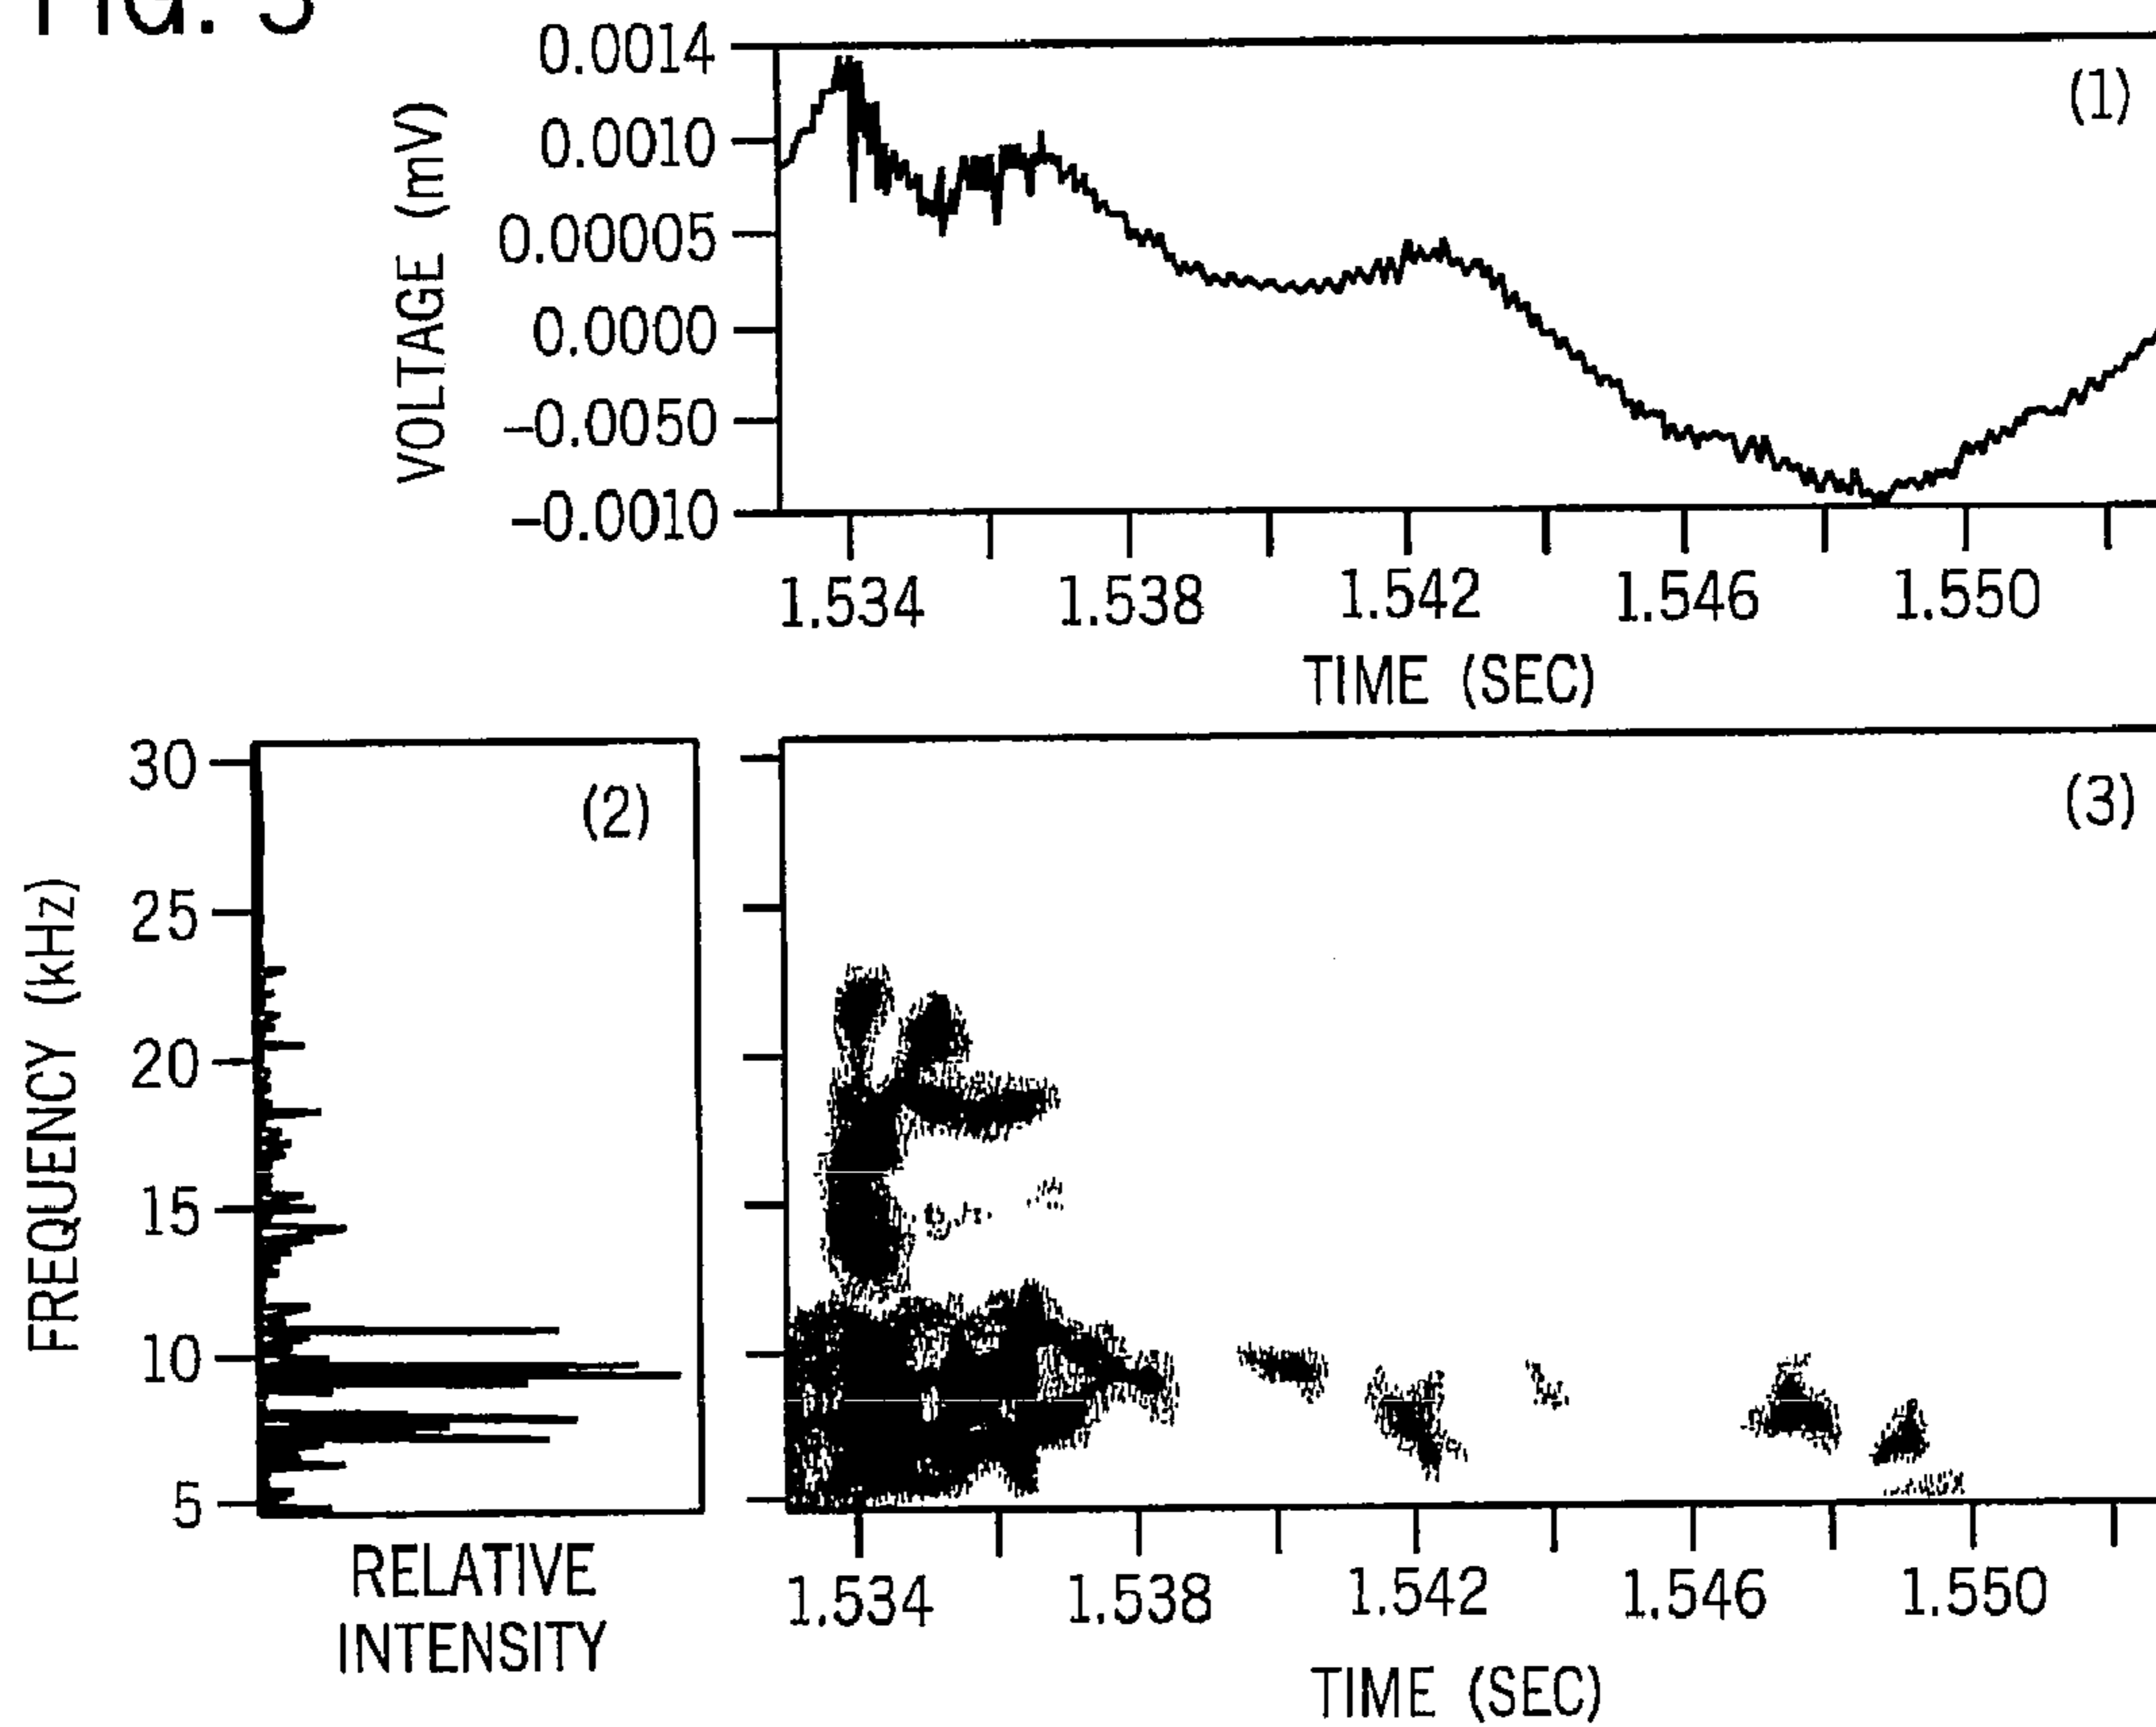 FIG. 5
0.0014
0.0010
0.00005
0.0000
-0.0050
-0.0010
VOLTAGE (mV)
(1)
1.534 1.538 1.542 1.546 1.550
TIME (SEC)
30
25
20
15
10
5
FREQUENCY (kHz)
(2)
RELATIVE
INTENSITY
(3)
1.534 1.538 1.542 1.546 1.550
TIME (SEC)